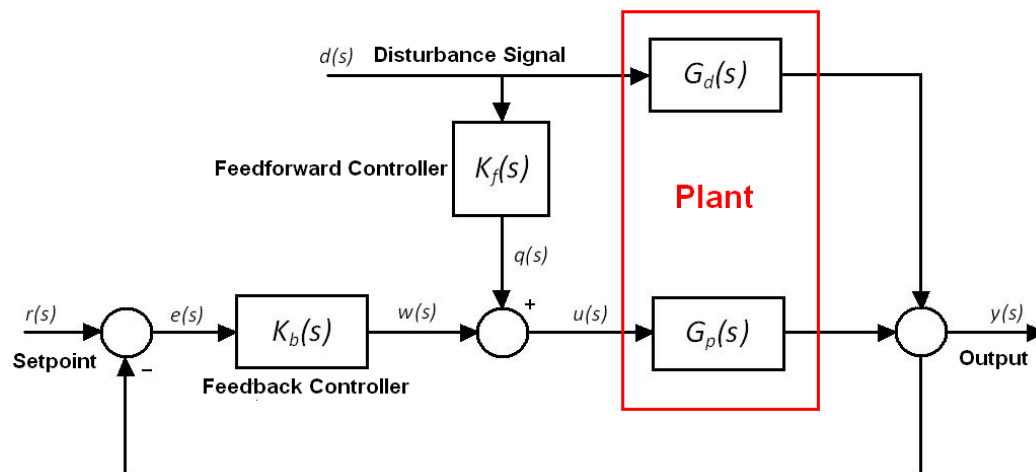 d(s) Disturbance Signal
G_d(s)
Feedforward Controller K_f(s)
Plant
q(s)
r(s) e(s) K_b(s) w(s) + u(s) G_p(s) y(s)
Setpoint − Output
Feedback Controller